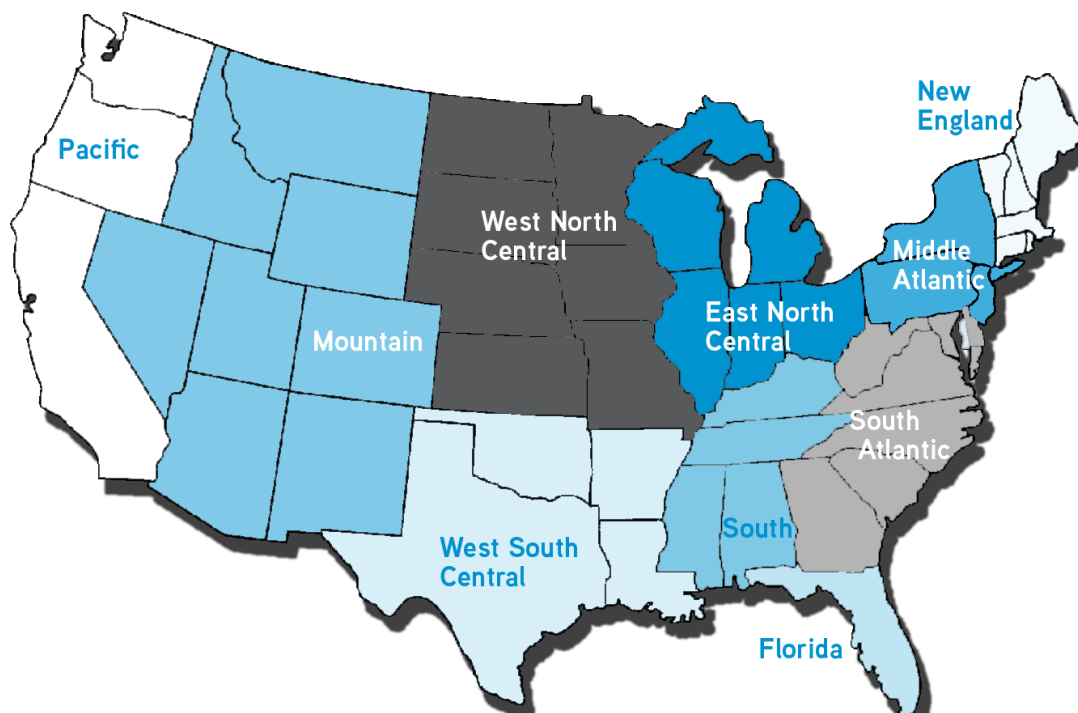 New
England
Pacific
West North
Central
Middle
Atlantic
East North
Central
Mountain
South
Atlantic
South
West South
Central
Florida